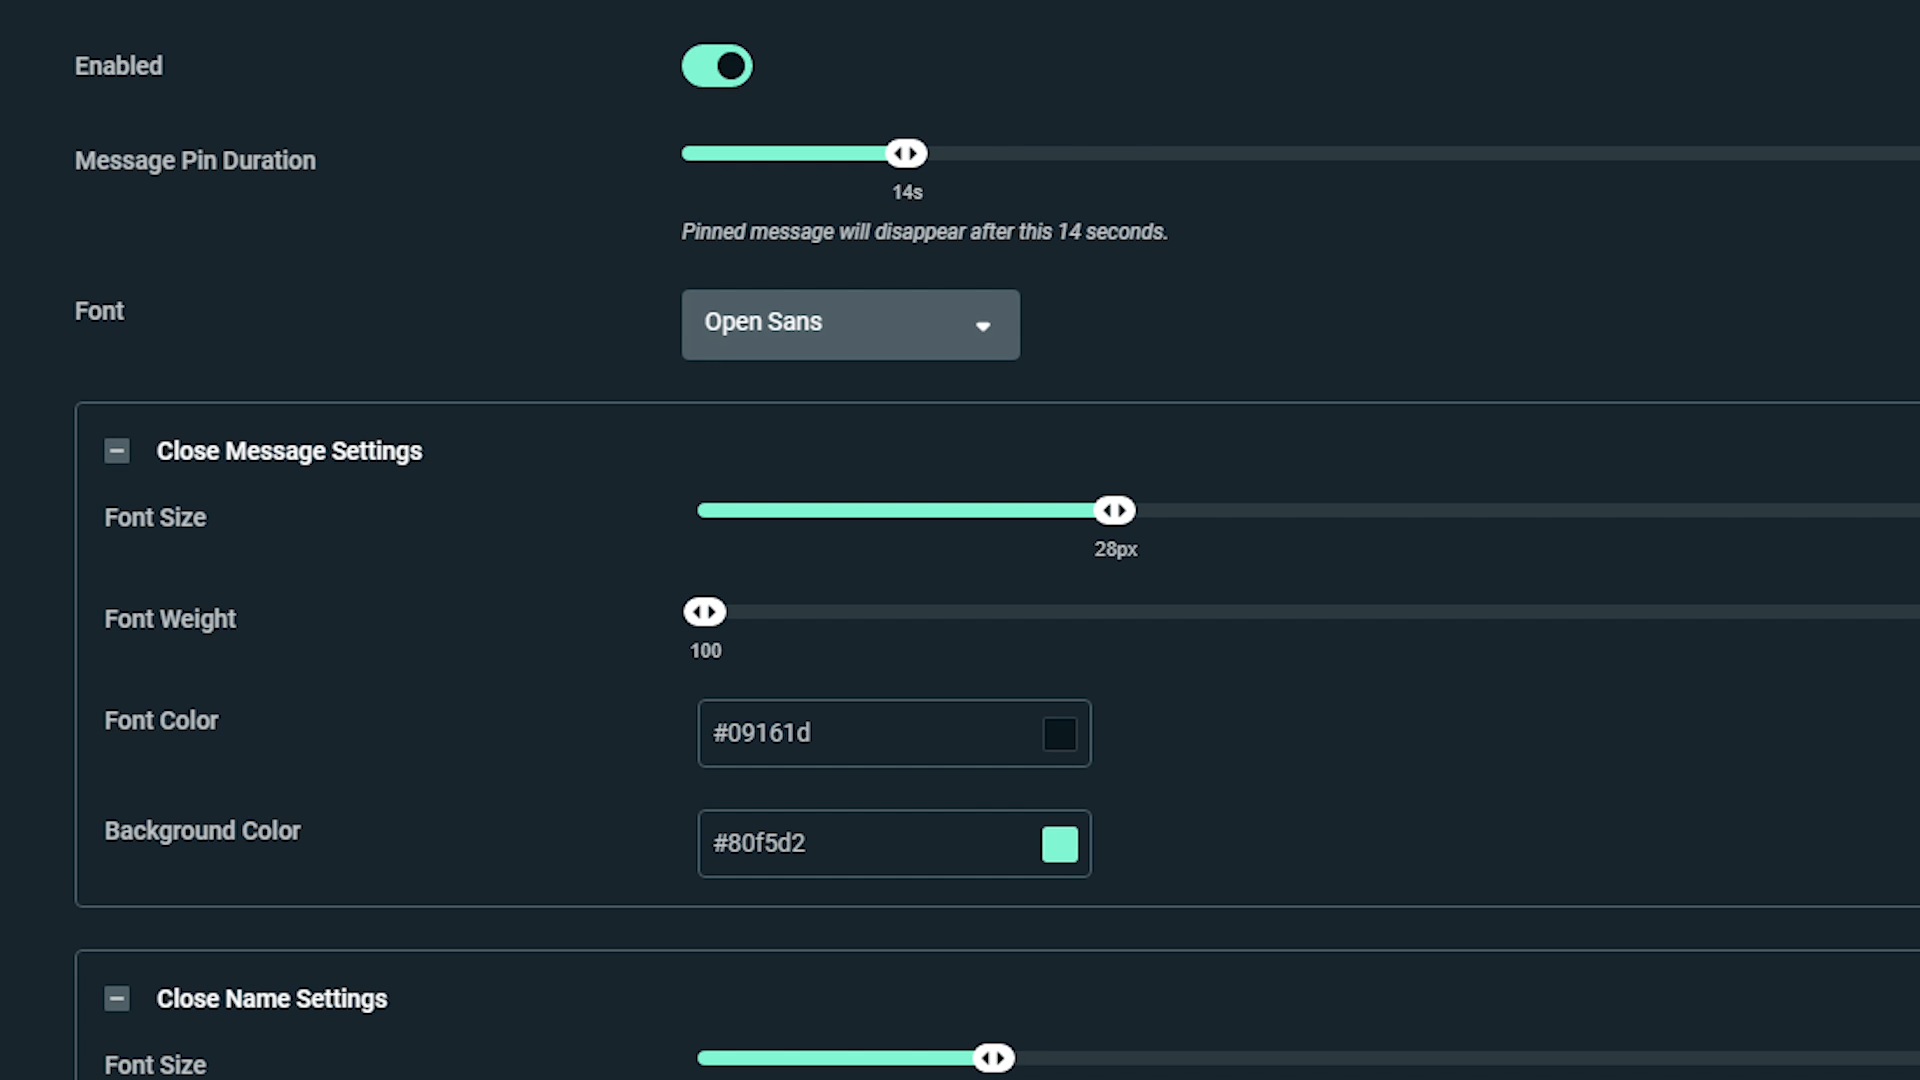 Enabled
Message Pin Duration
14s
Pinned message will disappear after this 14 seconds.
Font
Open Sans
Close Message Settings
Font Size
28px
Font Weight
100
Font Color
#09161d
Background Color
#80f5d2
Close Name Settings
Font Size